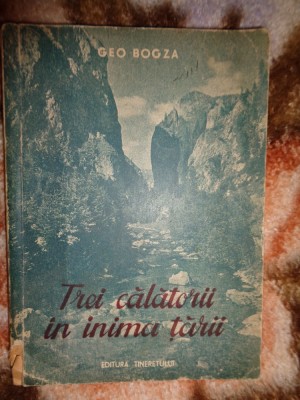 GEO BOGZA
Trei călătorii
în inima țării
EDITURA TINERETULUI